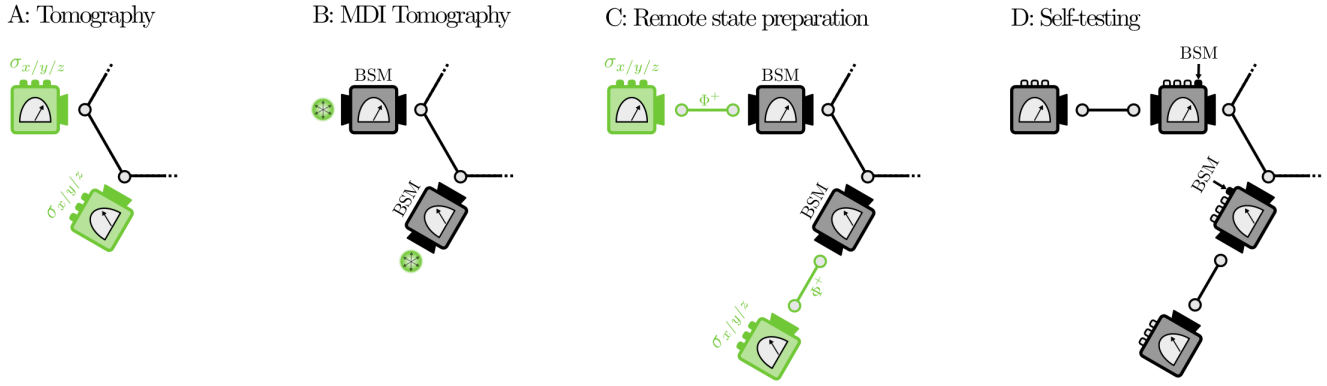 A: Tomography
B: MDI Tomography
C: Remote state preparation
D: Self-testing
σx/y/z
σx/y/z
BSM
BSM
σx/y/z
Φ+
BSM
BSM
Φ+
σx/y/z
BSM
BSM